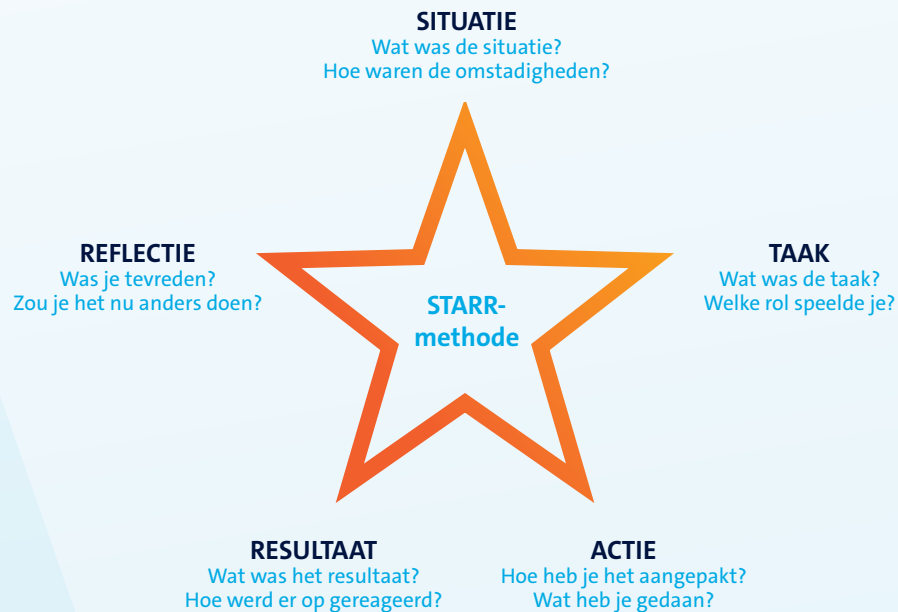 SITUATIE
Wat was de situatie?
Hoe waren de omstadigheden?
REFLECTIE
Was je tevreden?
Zou je het nu anders doen?
TAAK
Wat was de taak?
Welke rol speelde je?
STARR-
methode
RESULTAAT
Wat was het resultaat?
Hoe werd er op gereageerd?
ACTIE
Hoe heb je het aangepakt?
Wat heb je gedaan?